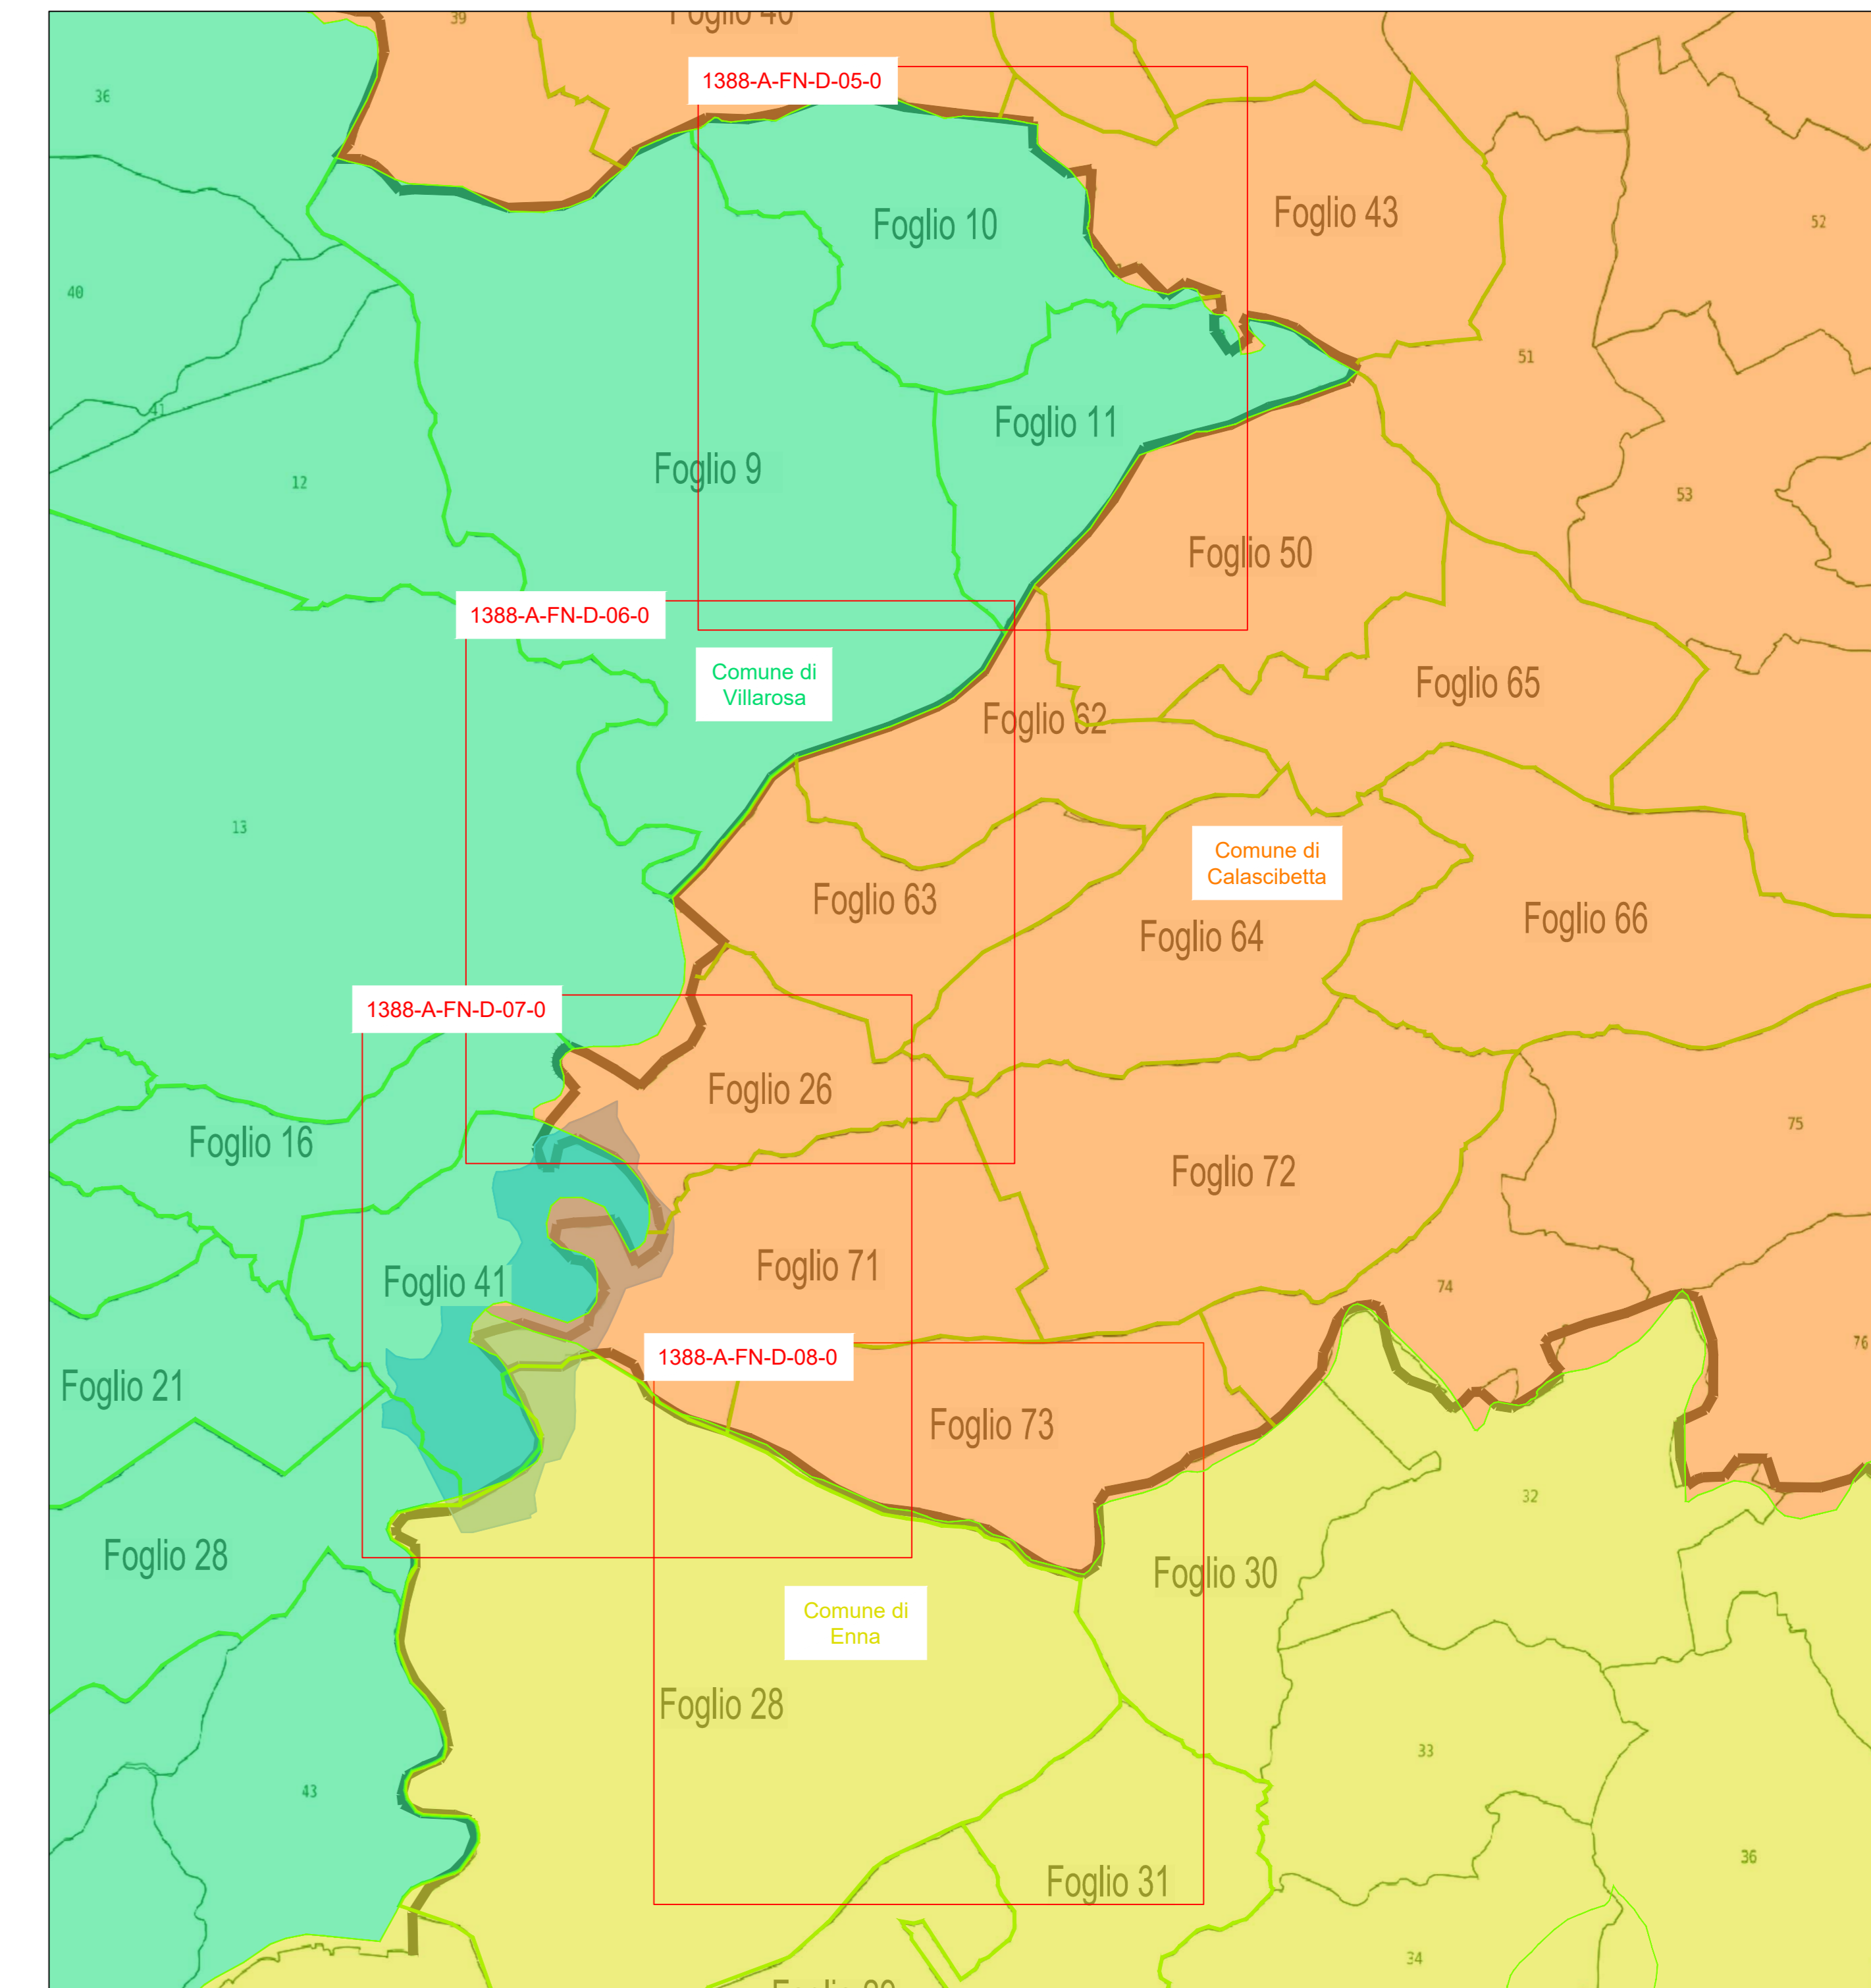 39
Foglio 40
1388-A-FN-D-05-0
36
Foglio 10
Foglio 43
52
40
51
41
Foglio 11
Foglio 9
12
53
Foglio 50
1388-A-FN-D-06-0
Comune di
Villarosa
Foglio 65
Foglio 62
13
Comune di
Calascibetta
Foglio 63
Foglio 64
Foglio 66
1388-A-FN-D-07-0
Foglio 26
75
Foglio 16
Foglio 72
Foglio 71
Foglio 41
74
76
1388-A-FN-D-08-0
Foglio 21
Foglio 73
32
Foglio 28
Foglio 30
Comune di
Enna
Foglio 28
33
43
36
Foglio 31
34